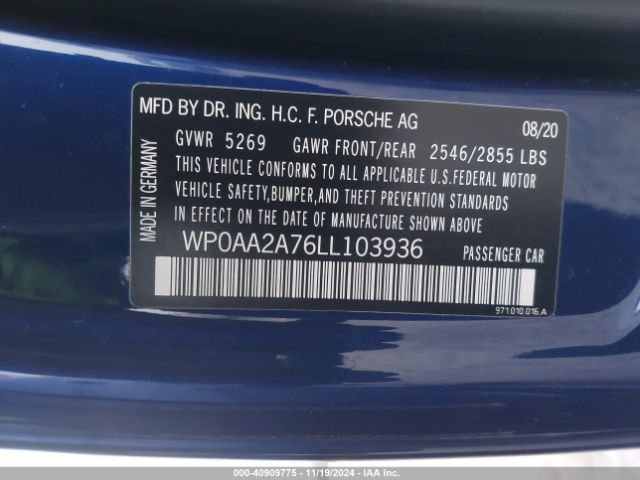 MFD BY DR. ING. H.C. F. PORSCHE AG 08/20
GVWR 5269 GAWR FRONT/REAR 2546/2855 LBS
THIS VEHICLE CONFORMS TO ALL APPLICABLE U.S.FEDERAL MOTOR
VEHICLE SAFETY,BUMPER,AND THEFT PREVENTION STANDARDS
IN EFFECT ON THE DATE OF MANUFACTURE SHOWN ABOVE.
WP0AA2A76LL103936 PASSENGER CAR
971.010.016.A
MADE IN GERMANY
000-40909775 - 11/19/2024 - IAAI.COM